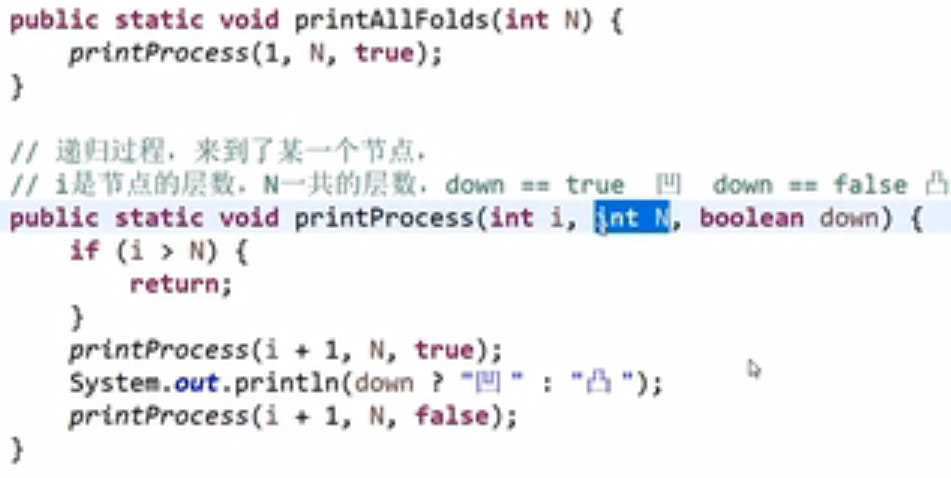 public static void printAllFolds(int N) {
printProcess(1, N, true);
}
// 递归过程，来到了某一个节点，
// i是节点的层数，N一共的层数，down == true 凹 down == false 凸
public static void printProcess(int i, int N, boolean down) {
if (i > N) {
return;
}
printProcess(i + 1, N, true);
System.out.println(down ? "凹 " : "凸 ");
printProcess(i + 1, N, false);
}